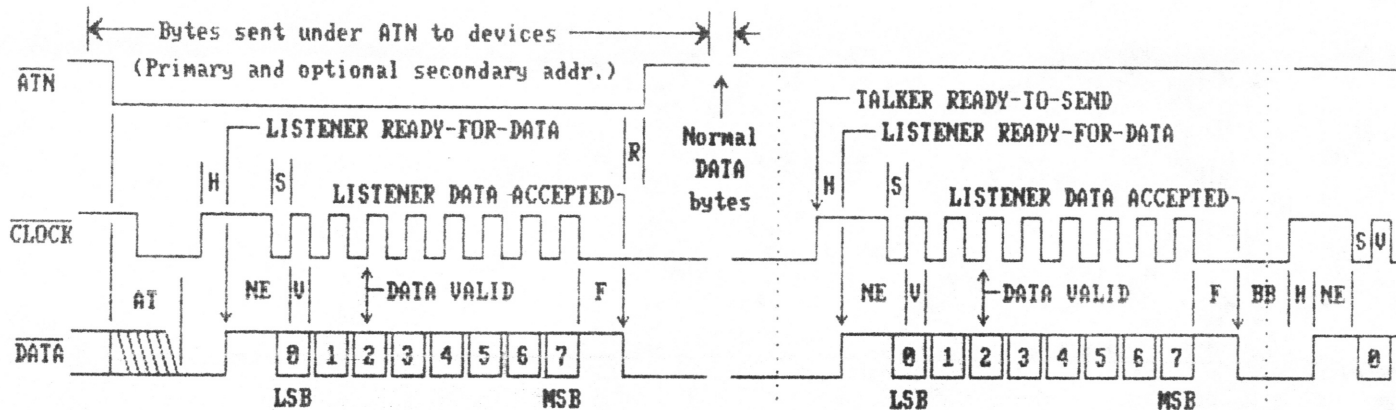 Bytes sent under ATN to devices
(Primary and optional secondary addr.)
ATN
TALKER READY-TO-SEND
LISTENER READY-FOR-DATA
LISTENER READY-FOR-DATA
R
Normal
DATA
bytes
H
S
H
S
LISTENER DATA ACCEPTED
LISTENER DATA ACCEPTED
CLOCK
S V
AT
NE
V
DATA VALID
F
NE
V
DATA VALID
F
BB
H
NE
DATA
0 1 2 3 4 5 6 7
0 1 2 3 4 5 6 7
0
LSB
MSB
LSB
MSB